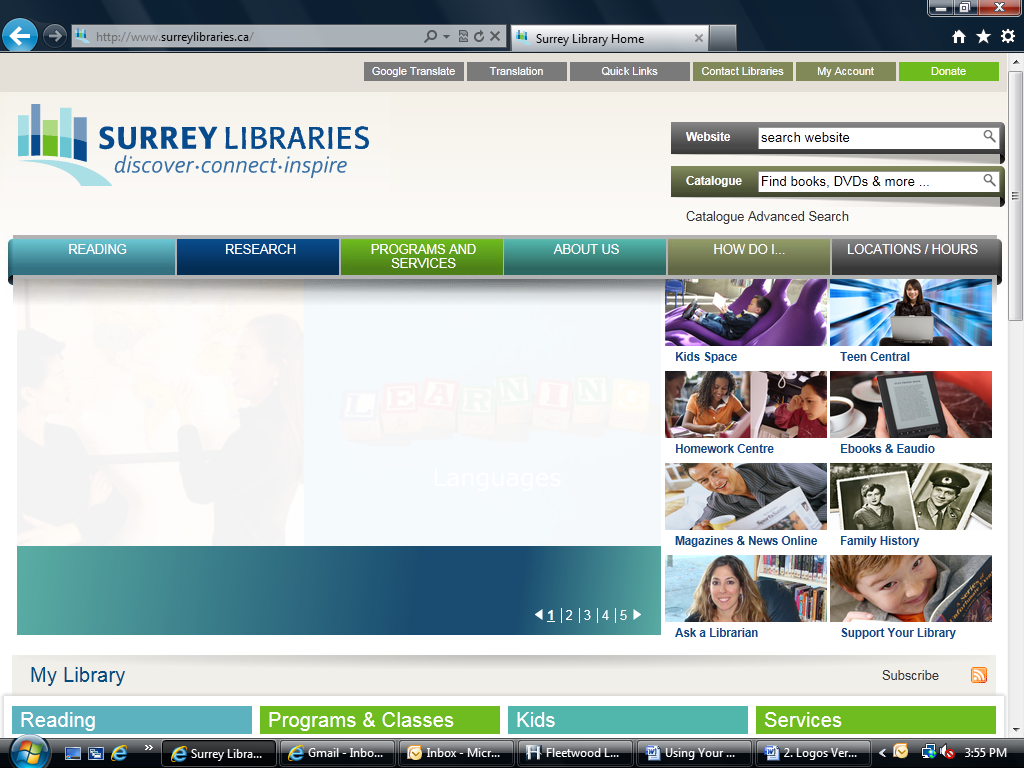 http://www.surreylibraries.ca/
Surrey Library Home
Google Translate
Translation
Quick Links
Contact Libraries
My Account
Donate
SURREY LIBRARIES
discover·connect·inspire
Website
search website
Catalogue
Find books, DVDs & more ...
Catalogue Advanced Search
READING
RESEARCH
PROGRAMS AND
SERVICES
ABOUT US
HOW DO I...
LOCATIONS / HOURS
LEARNING
Languages
1 2 3 4 5
Kids Space
Teen Central
Homework Centre
Ebooks & Eaudio
Magazines & News Online
Family History
Ask a Librarian
Support Your Library
My Library
Subscribe
Reading
Programs & Classes
Kids
Services
Surrey Libra...
Gmail - Inbo...
Inbox - Micr...
Fleetwood L...
Using Your ...
2. Logos Ver...
3:55 PM